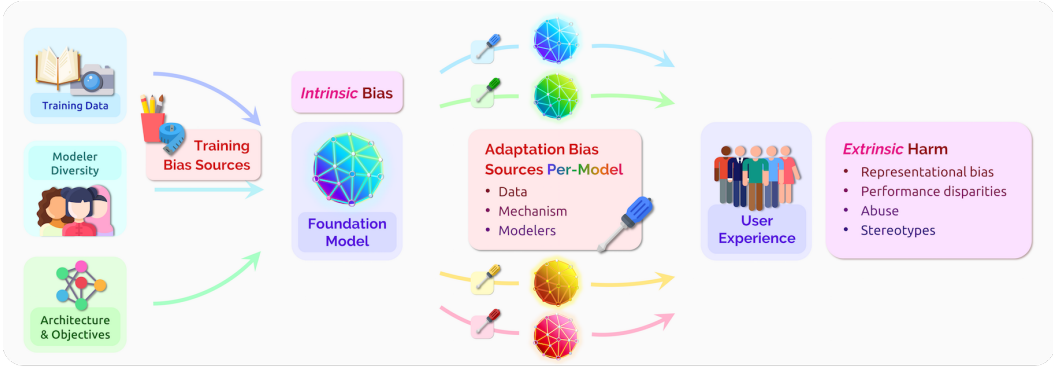 Training Data
Modeler
Diversity
Architecture
& Objectives
Training
Bias Sources
Intrinsic Bias
Foundation
Model
Adaptation Bias
Sources Per-Model
• Data
• Mechanism
• Modelers
User
Experience
Extrinsic Harm
• Representational bias
• Performance disparities
• Abuse
• Stereotypes